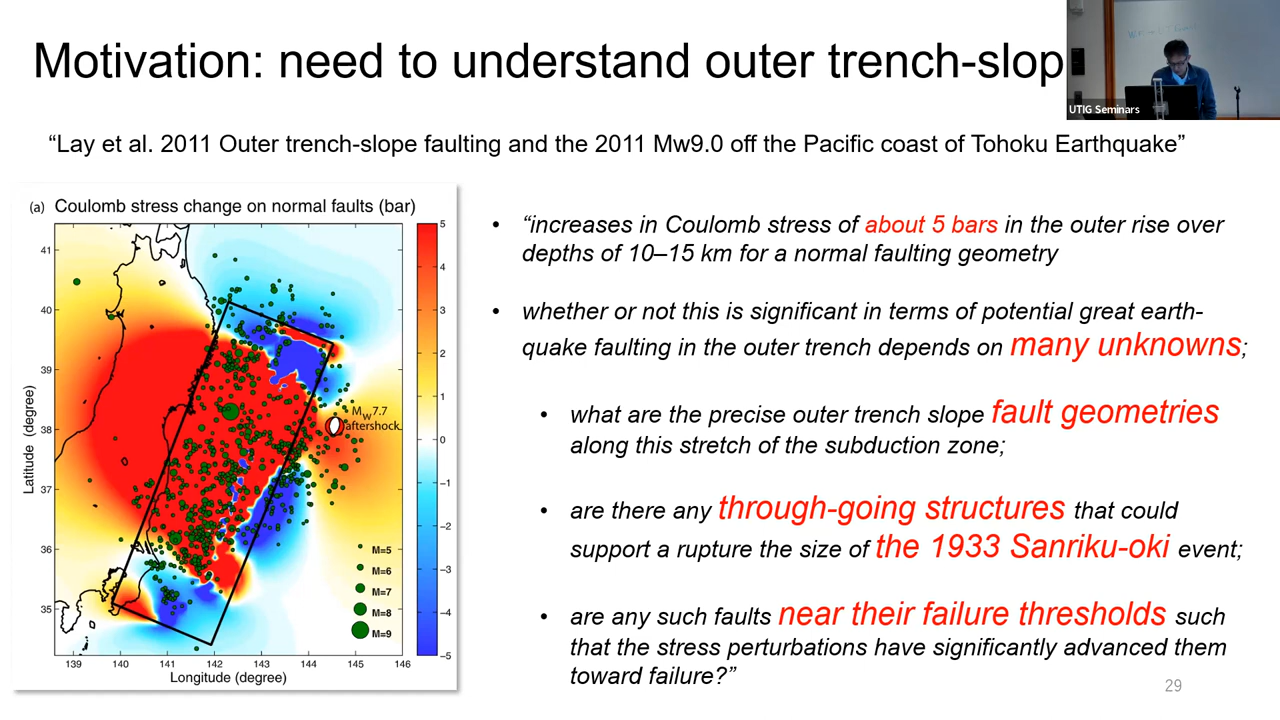 Motivation: need to understand outer trench-slop
UTIG Seminars
“Lay et al. 2011 Outer trench-slope faulting and the 2011 Mw9.0 off the Pacific coast of Tohoku Earthquake”
(a) Coulomb stress change on normal faults (bar)
41
40
39
38
37
36
35
Latitude (degree)
139 140 141 142 143 144 145 146
Longitude (degree)
Mw7.7
aftershock
M=5
M=6
M=7
M=8
M=9
5
4
3
2
1
0
−1
−2
−3
−4
−5
• “increases in Coulomb stress of about 5 bars in the outer rise over
depths of 10–15 km for a normal faulting geometry
• whether or not this is significant in terms of potential great earth-
quake faulting in the outer trench depends on many unknowns;
• what are the precise outer trench slope fault geometries
along this stretch of the subduction zone;
• are there any through-going structures that could
support a rupture the size of the 1933 Sanriku-oki event;
• are any such faults near their failure thresholds such
that the stress perturbations have significantly advanced them
toward failure?”
29